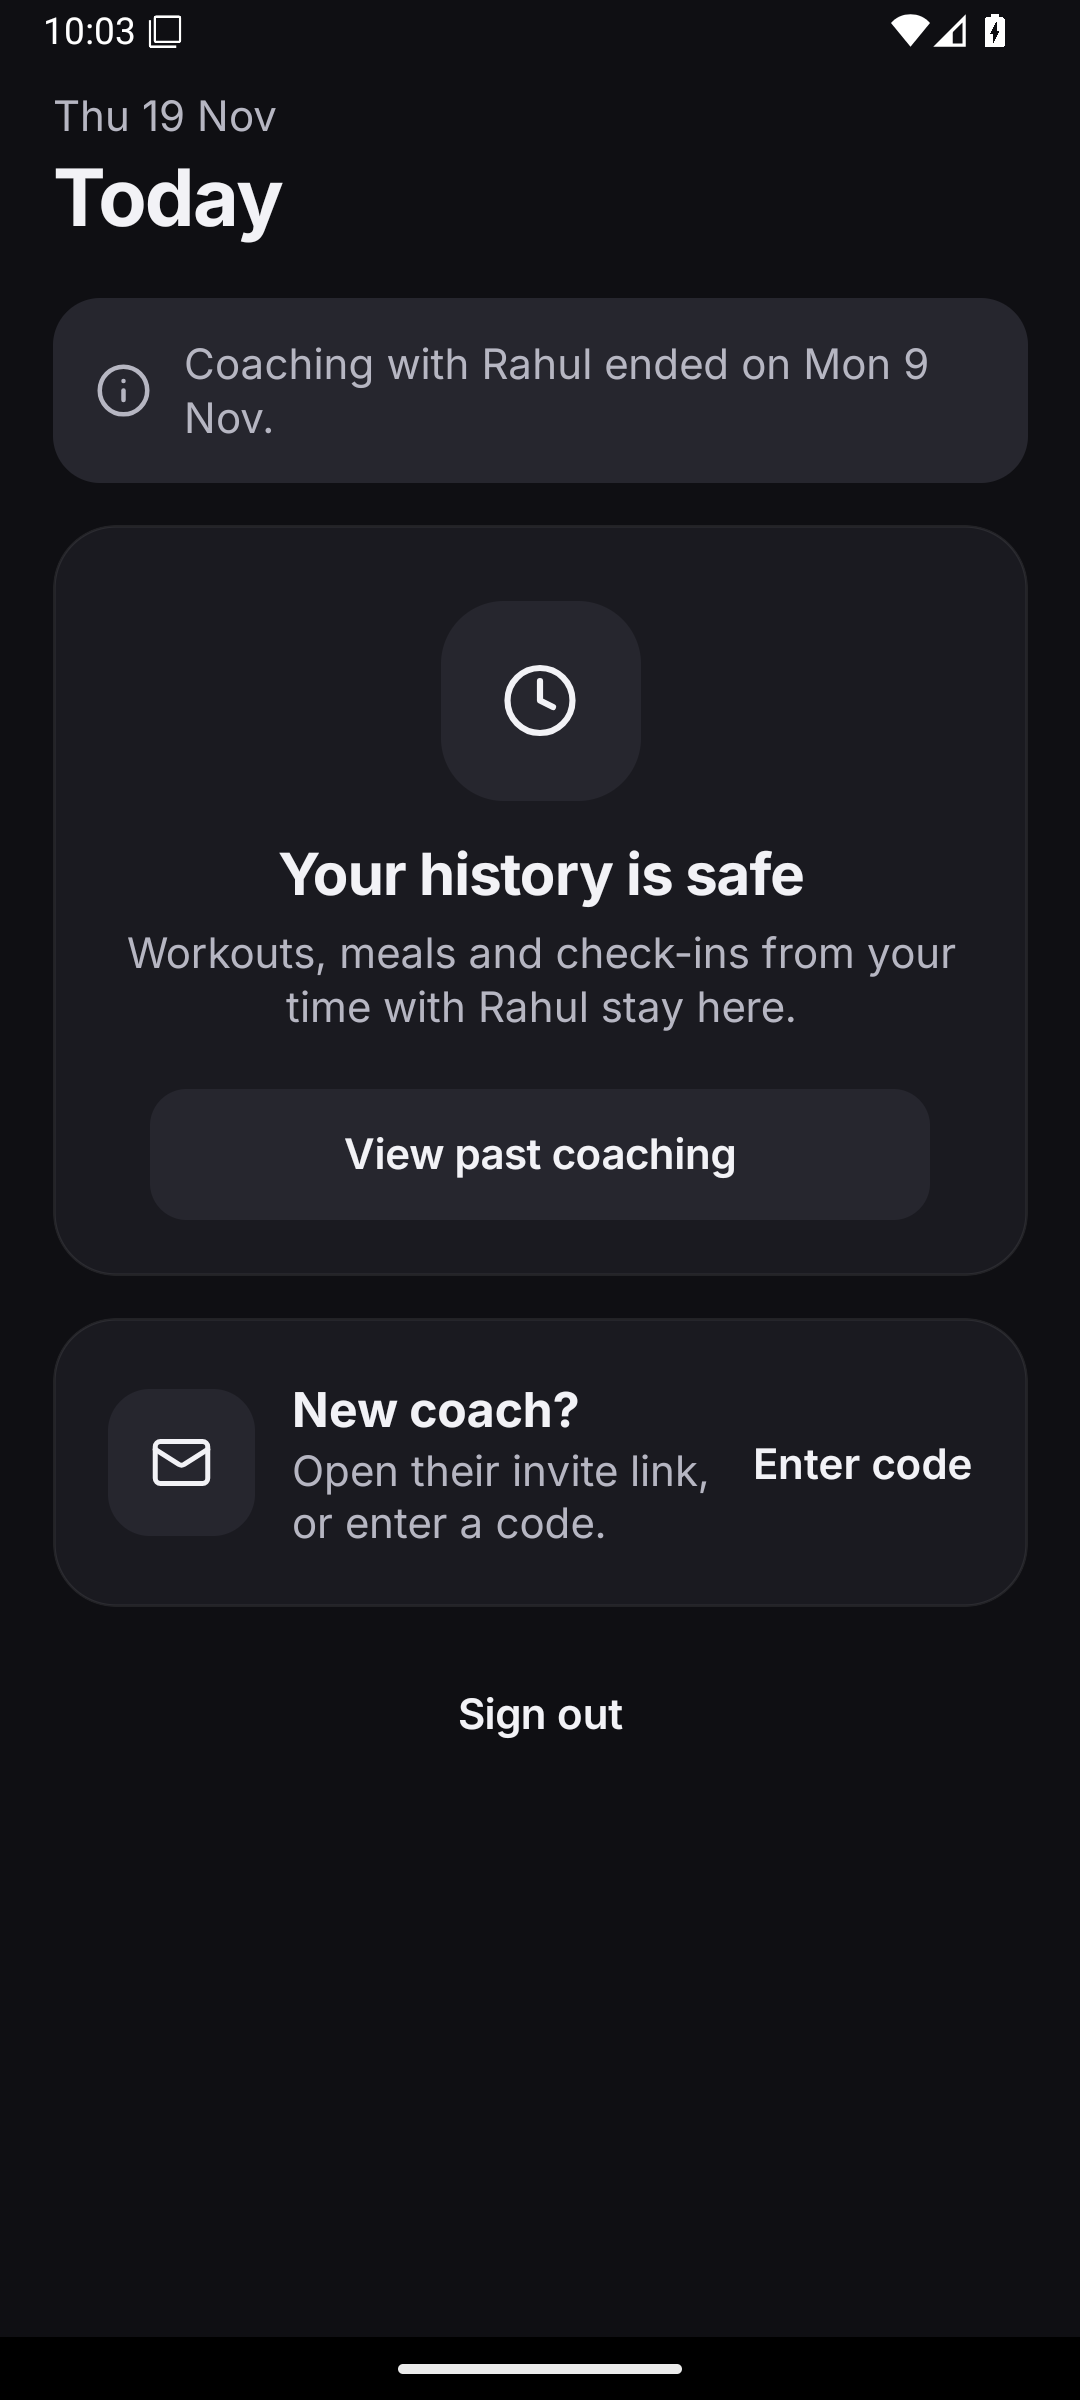 10:03
Thu 19 Nov
Today
Coaching with Rahul ended on Mon 9
Nov.
Your history is safe
Workouts, meals and check-ins from your
time with Rahul stay here.
View past coaching
New coach?
Open their invite link,
or enter a code.
Enter code
Sign out